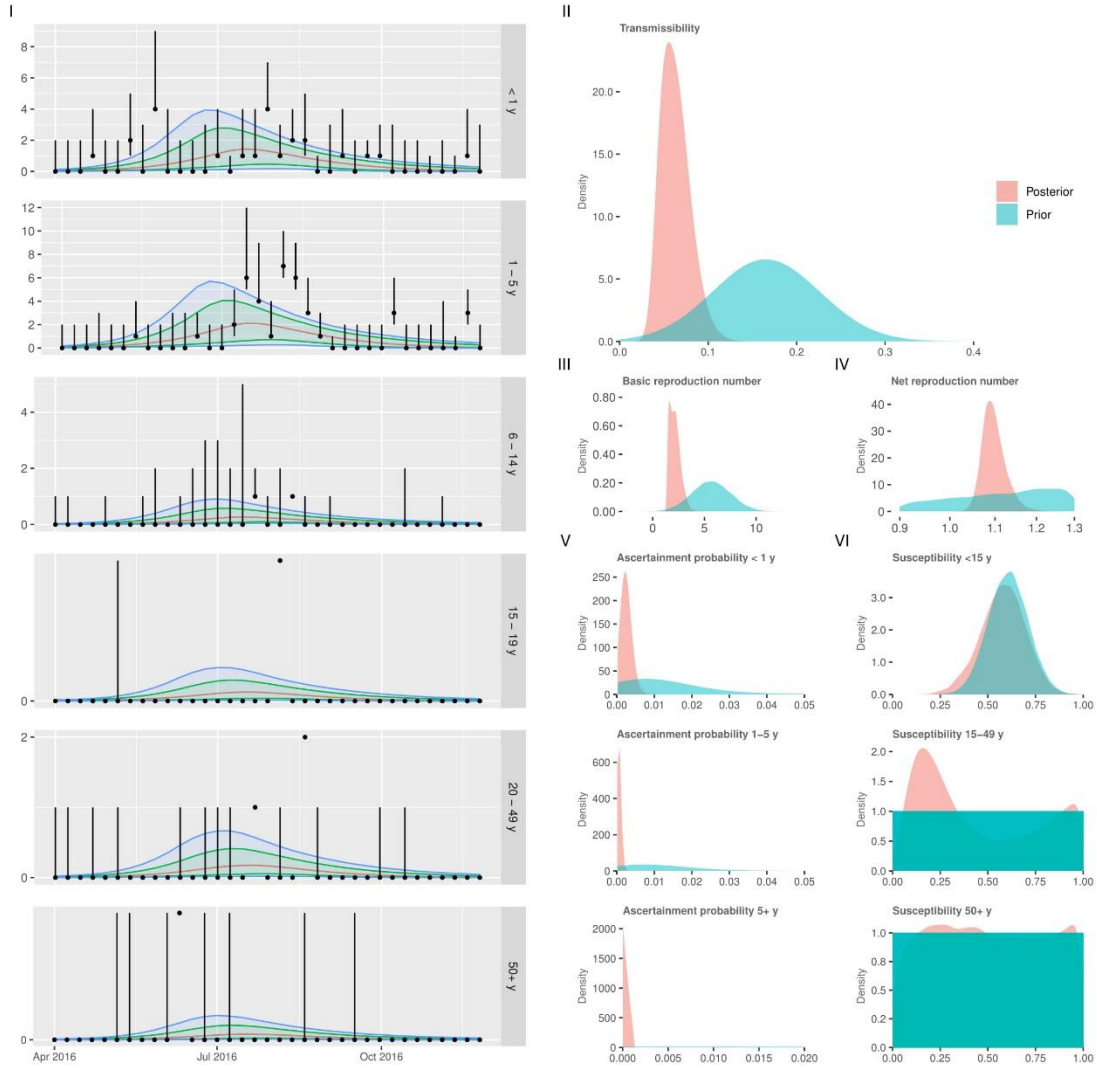 I
8
6
4
2
0
< 1 y
12
10
8
6
4
2
0
1 – 5 y
4
2
0
6 – 14 y
0
15 – 19 y
2
0
20 – 49 y
0
50+ y
Apr 2016 Jul 2016 Oct 2016
II
Transmissibility
Density
20.0
15.0
10.0
5.0
0.0
0.0 0.1 0.2 0.3 0.4
Posterior
Prior
III
Basic reproduction number
Density
0.80
0.60
0.40
0.20
0.00
0 5 10
IV
Net reproduction number
Density
40
30
20
10
0
0.9 1.0 1.1 1.2 1.3
V
Ascertainment probability < 1 y
Density
250
200
150
100
50
0
0.00 0.01 0.02 0.03 0.04 0.05
VI
Susceptibility <15 y
Density
3.0
2.0
1.0
0.0
0.00 0.25 0.50 0.75 1.00
Ascertainment probability 1–5 y
Density
600
400
200
0
0.00 0.01 0.02 0.03 0.04 0.05
Susceptibility 15–49 y
Density
2.0
1.5
1.0
0.5
0.0
0.00 0.25 0.50 0.75 1.00
Ascertainment probability 5+ y
Density
2000
1500
1000
500
0
0.000 0.005 0.010 0.015 0.020
Susceptibility 50+ y
Density
1.0
0.8
0.5
0.2
0.0
0.00 0.25 0.50 0.75 1.00